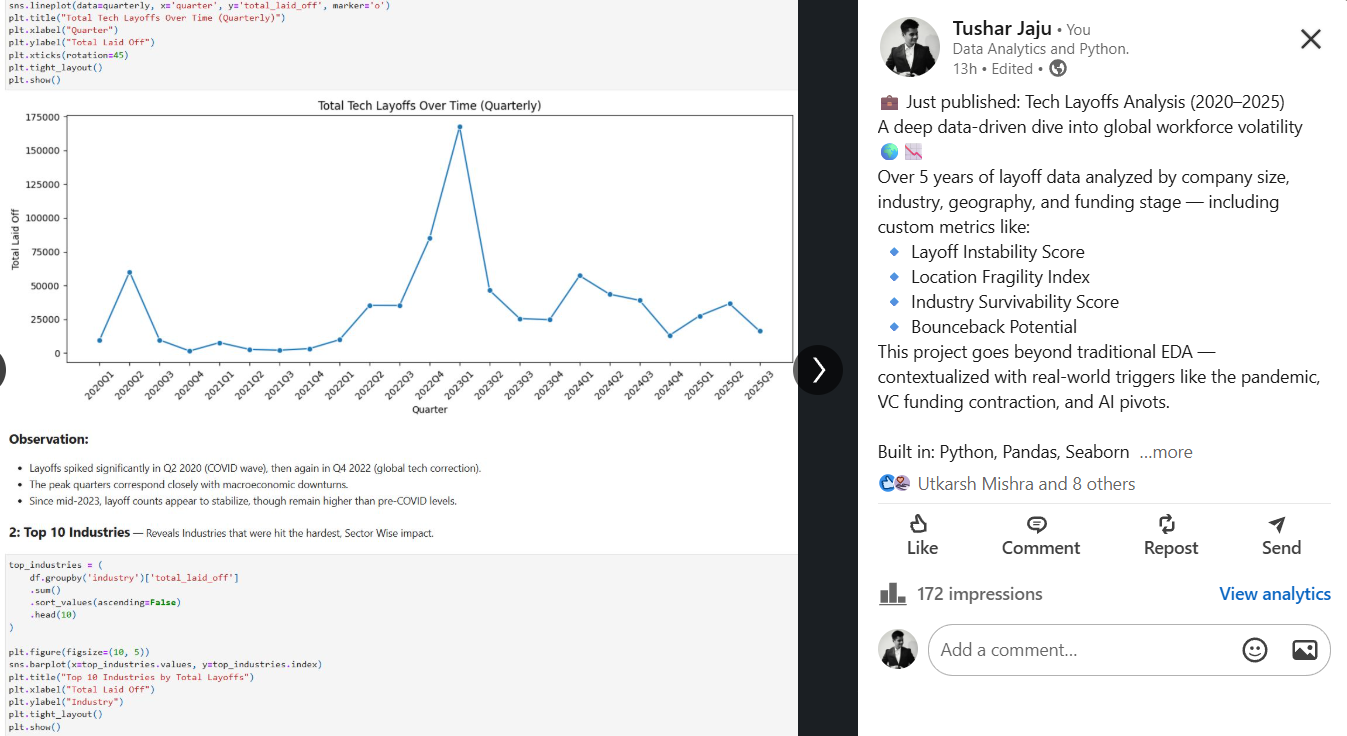 sns.lineplot(data=quarterly, x='quarter', y='total_laid_off', marker='o')
plt.title("Total Tech Layoffs Over Time (Quarterly)")
plt.xlabel("Quarter")
plt.ylabel("Total Laid Off")
plt.xticks(rotation=45)
plt.tight_layout()
plt.show()
Total Tech Layoffs Over Time (Quarterly)
175000
150000
125000
100000
75000
50000
25000
0
Total Laid Off
2020Q1
2020Q2
2020Q3
2020Q4
2021Q1
2021Q2
2021Q3
2021Q4
2022Q1
2022Q2
2022Q3
2022Q4
2023Q1
2023Q2
2023Q3
2023Q4
2024Q1
2024Q2
2024Q3
2024Q4
2025Q1
2025Q2
2025Q3
Quarter
Observation:
• Layoffs spiked significantly in Q2 2020 (COVID wave), then again in Q4 2022 (global tech correction).
• The peak quarters correspond closely with macroeconomic downturns.
• Since mid-2023, layoff counts appear to stabilize, though remain higher than pre-COVID levels.
2: Top 10 Industries — Reveals Industries that were hit the hardest, Sector Wise impact.
top_industries = (
    df.groupby('industry')['total_laid_off']
    .sum()
    .sort_values(ascending=False)
    .head(10)
)
plt.figure(figsize=(10, 5))
sns.barplot(x=top_industries.values, y=top_industries.index)
plt.title("Top 10 Industries by Total Layoffs")
plt.xlabel("Total Laid Off")
plt.ylabel("Industry")
plt.tight_layout()
plt.show()
Tushar Jaju • You
Data Analytics and Python.
13h • Edited •
💼 Just published: Tech Layoffs Analysis (2020–2025)
A deep data-driven dive into global workforce volatility
🌍 📉
Over 5 years of layoff data analyzed by company size,
industry, geography, and funding stage — including
custom metrics like:
🔹 Layoff Instability Score
🔹 Location Fragility Index
🔹 Industry Survivability Score
🔹 Bounceback Potential
This project goes beyond traditional EDA —
contextualized with real-world triggers like the pandemic,
VC funding contraction, and AI pivots.
Built in: Python, Pandas, Seaborn ...more
Utkarsh Mishra and 8 others
Like
Comment
Repost
Send
172 impressions
View analytics
Add a comment...